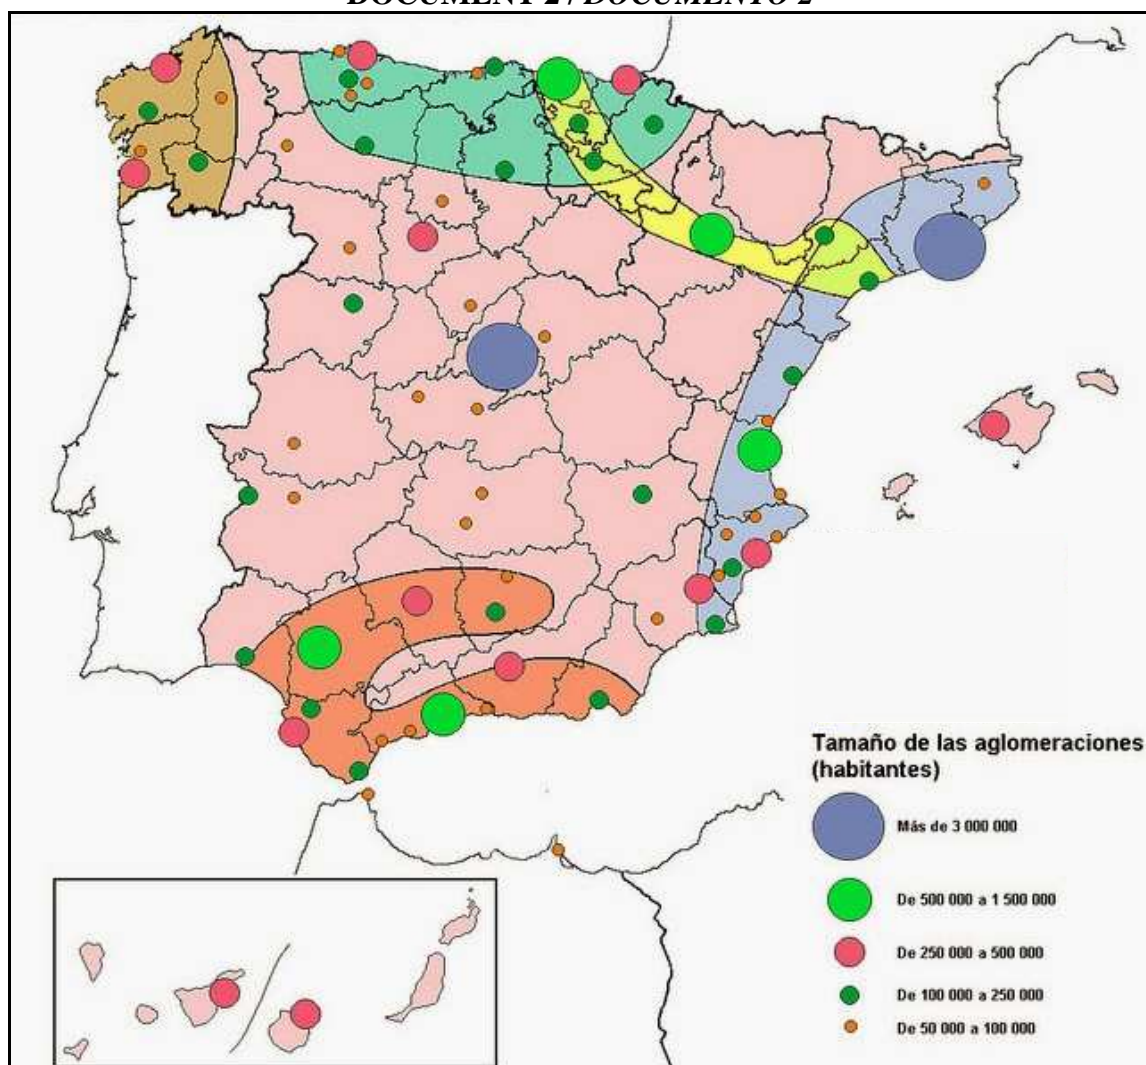 DOCUMENT 2 / DOCUMENTO 2
Tamaño de las aglomeraciones
(habitantes)
Más de 3 000 000
De 500 000 a 1 500 000
De 250 000 a 500 000
De 100 000 a 250 000
De 50 000 a 100 000